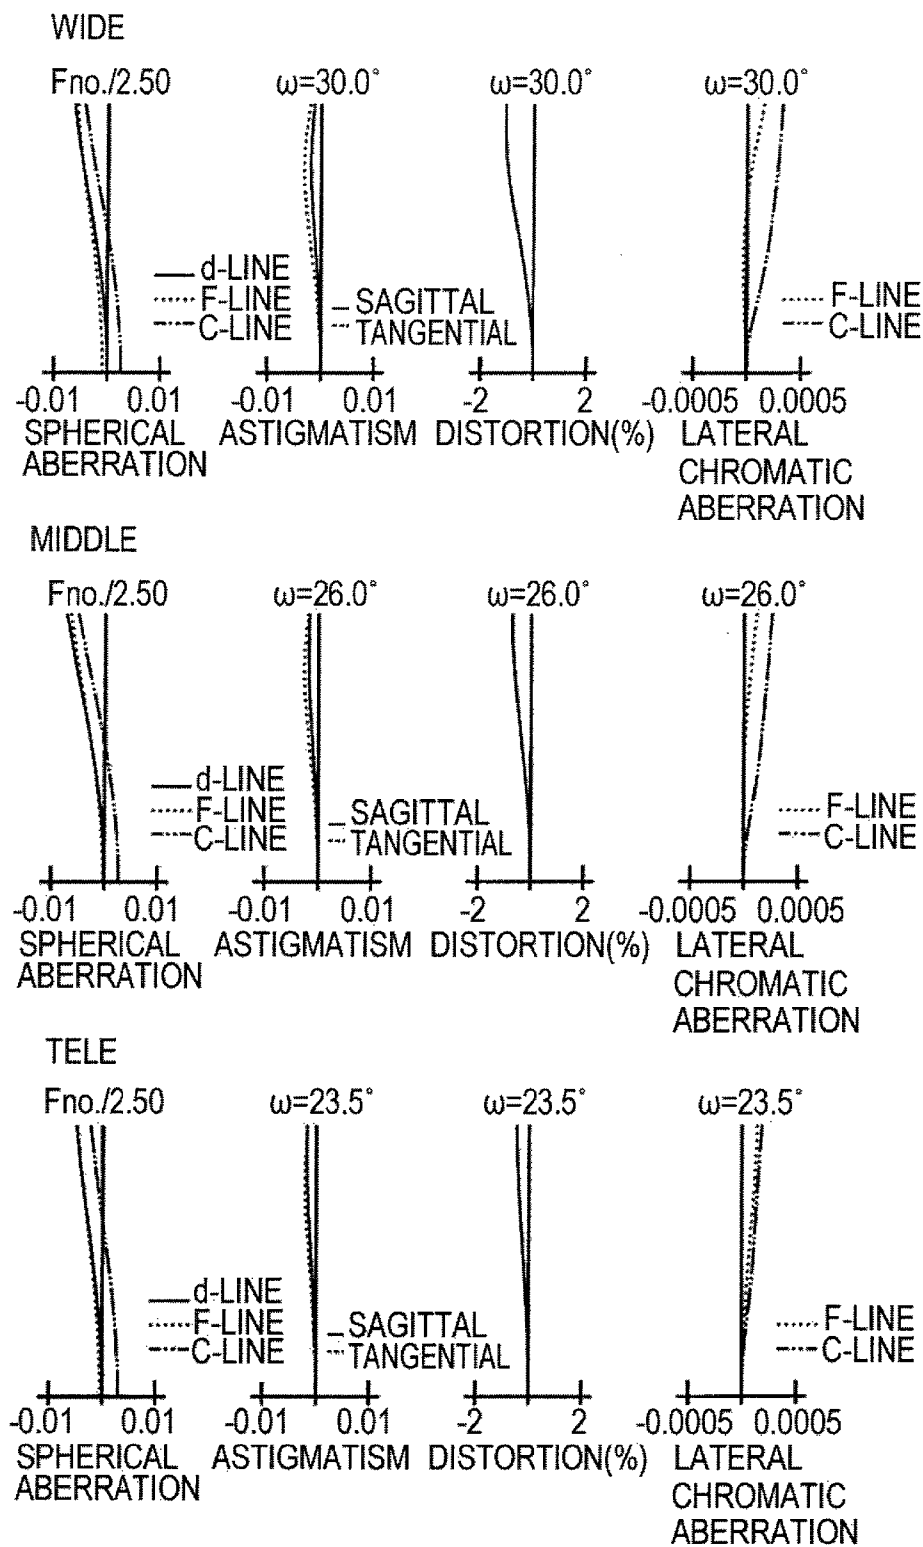 WIDE
Fno./2.50 ω=30.0° ω=30.0° ω=30.0°
d-LINE
F-LINE
C-LINE
SAGITTAL
TANGENTIAL
F-LINE
C-LINE
-0.01 0.01 -0.01 0.01 -2 2 -0.0005 0.0005
SPHERICAL ABERRATION
ASTIGMATISM
DISTORTION(%)
LATERAL
CHROMATIC
ABERRATION
MIDDLE
Fno./2.50 ω=26.0° ω=26.0° ω=26.0°
d-LINE
F-LINE
C-LINE
SAGITTAL
TANGENTIAL
F-LINE
C-LINE
-0.01 0.01 -0.01 0.01 -2 2 -0.0005 0.0005
SPHERICAL
ABERRATION
ASTIGMATISM
DISTORTION(%)
LATERAL
CHROMATIC
ABERRATION
TELE
Fno./2.50 ω=23.5° ω=23.5° ω=23.5°
d-LINE
F-LINE
C-LINE
SAGITTAL
TANGENTIAL
F-LINE
C-LINE
-0.01 0.01 -0.01 0.01 -2 2 -0.0005 0.0005
SPHERICAL
ABERRATION
ASTIGMATISM
DISTORTION(%)
LATERAL
CHROMATIC
ABERRATION